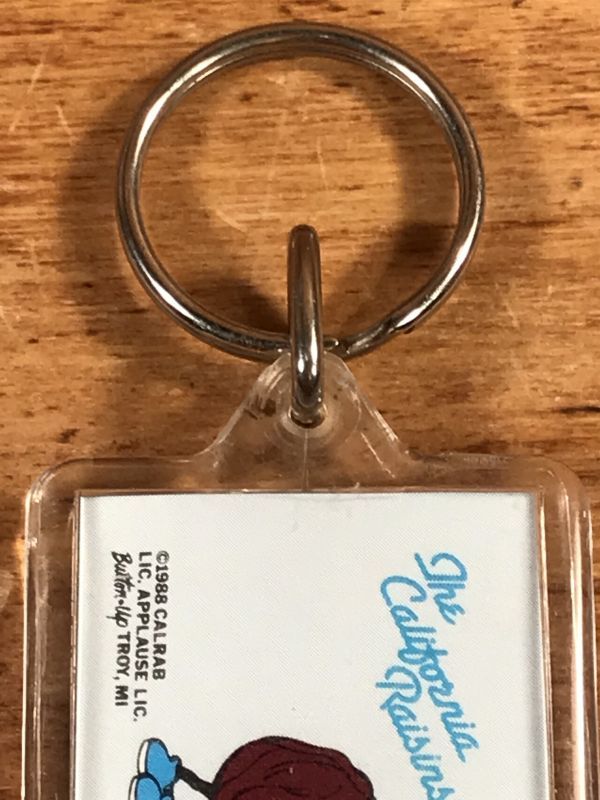 The
California
Raisins
©1988 CALRAB
LIC. APPLAUSE LIC.
Button-Up TROY, MI